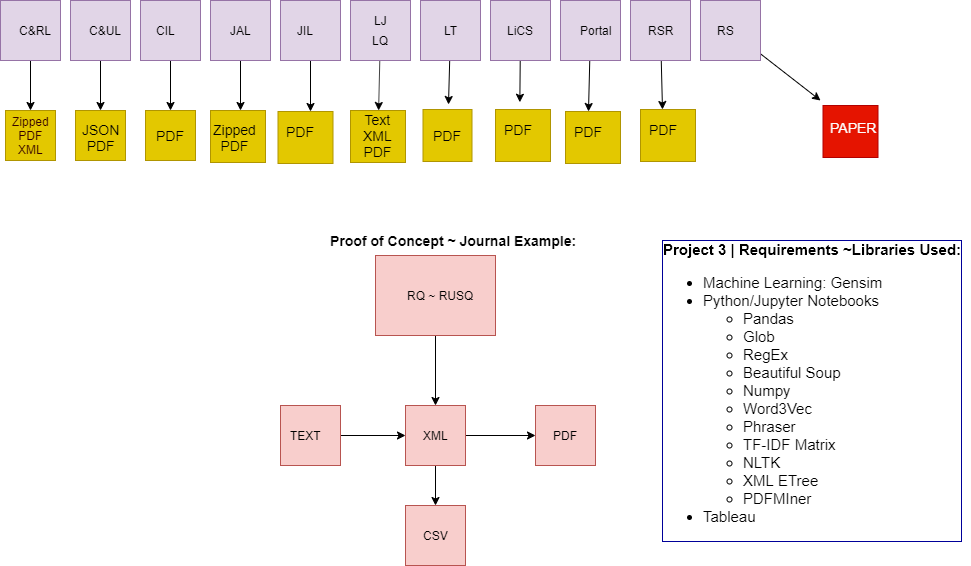 C&RL
C&UL
CIL
JAL
JIL
LJ
LQ
LT
LiCS
Portal
RSR
RS
Zipped
PDF
XML
JSON
PDF
PDF
Zipped
PDF
PDF
Text
XML
PDF
PDF
PDF
PDF
PDF
PAPER
Proof of Concept ~ Journal Example:
RQ ~ RUSQ
TEXT
XML
PDF
CSV
Project 3 | Requirements ~Libraries Used:
Machine Learning: Gensim
Python/Jupyter Notebooks
Pandas
Glob
RegEx
Beautiful Soup
Numpy
Word3Vec
Phraser
TF-IDF Matrix
NLTK
XML ETree
PDFMIner
Tableau